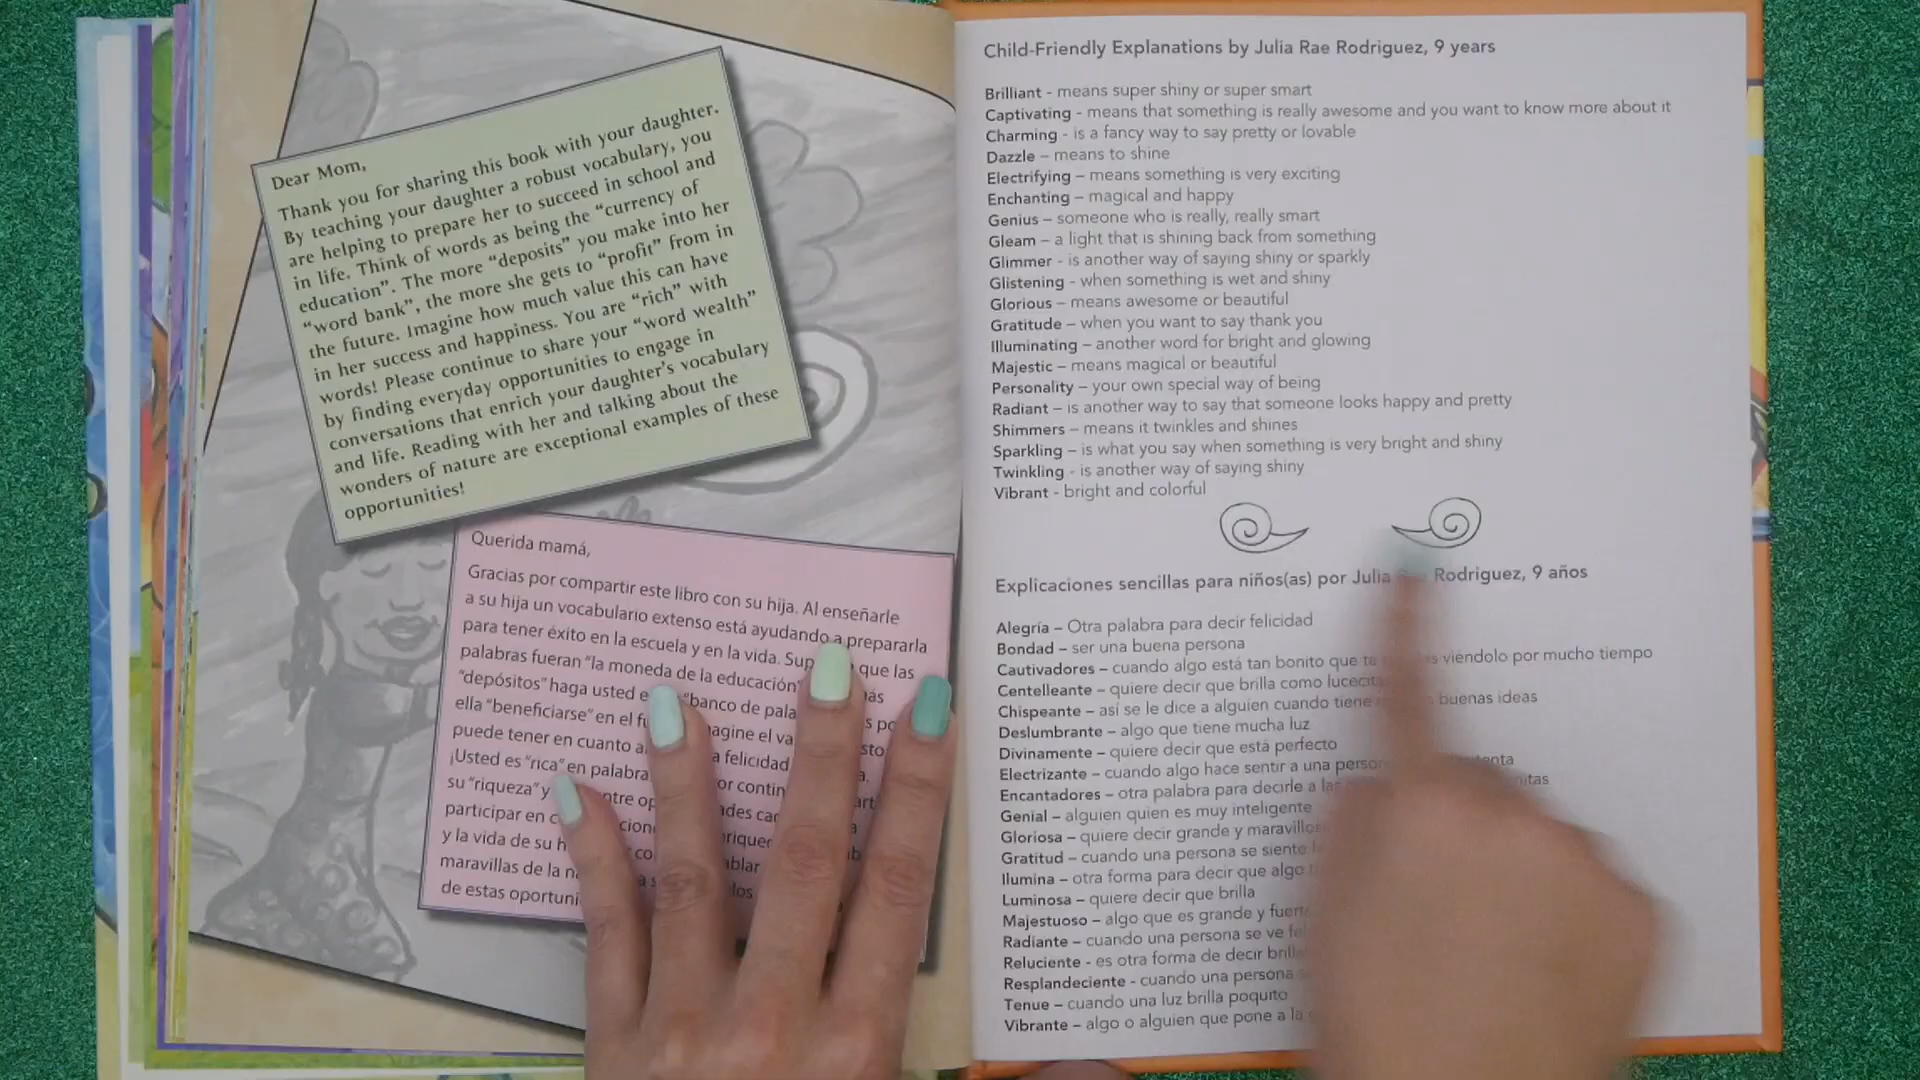 Dear Mom,
Thank you for sharing this book with your daughter.
By teaching your daughter a robust vocabulary, you
are helping to prepare her to succeed in school and
in life. Think of words as being the “currency of
education”. The more “deposits” you make into her
“word bank”, the more she gets to “profit” from in
the future. Imagine how much value this can have
in her success and happiness. You are “rich” with
words! Please continue to share your “word wealth”
by finding everyday opportunities to engage in
conversations that enrich your daughter’s vocabulary
and life. Reading with her and talking about the
wonders of nature are exceptional examples of these
opportunities!
Querida mamá,
Gracias por compartir este libro con su hija. Al enseñarle
a su hija un vocabulario extenso está ayudando a prepararla
para tener éxito en la escuela y en la vida. que las
palabras fueran “la moneda de la educación”
“depósitos” haga usted “banco de
ella “beneficiarse” en el el
puede tener en cuanto a felicidad
¡Usted es “rica” en
su “riqueza” y
participar en
y la vida de su
maravillas de la
de estas los
Child-Friendly Explanations by Julia Rae Rodriguez, 9 years
Brilliant - means super shiny or super smart
Captivating - means that something is really awesome and you want to know more about it
Charming - is a fancy way to say pretty or lovable
Dazzle – means to shine
Electrifying – means something is very exciting
Enchanting – magical and happy
Genius – someone who is really, really smart
Gleam – a light that is shining back from something
Glimmer - is another way of saying shiny or sparkly
Glistening - when something is wet and shiny
Glorious – means awesome or beautiful
Gratitude – when you want to say thank you
Illuminating – another word for bright and glowing
Majestic – means magical or beautiful
Personality – your own special way of being
Radiant – is another way to say that someone looks happy and pretty
Shimmers – means it twinkles and shines
Sparkling – is what you say when something is very bright and shiny
Twinkling - is another way of saying shiny
Vibrant - bright and colorful
Explicaciones sencillas para niños(as) por Julia Rodriguez, 9 años
Alegría – Otra palabra para decir felicidad
Bondad – ser una buena persona
Cautivadores – cuando algo está tan bonito que viéndolo por mucho tiempo
Centelleante – quiere decir que brilla como
Chispeante – así se le dice a alguien cuando tiene buenas ideas
Deslumbrante – algo que tiene mucha luz
Divinamente – quiere decir que está perfecto
Electrizante – cuando algo hace sentir a una
Encantadores – otra palabra para decirle a
Genial – alguien quien es muy inteligente
Gloriosa – quiere decir grande y
Gratitud – cuando una persona se siente
Ilumina – otra forma para decir que algo
Luminosa – quiere decir que brilla
Majestuoso – algo que es grande y
Radiante – cuando una persona se ve
Reluciente - es otra forma de decir
Resplandeciente - cuando una persona
Tenue – cuando una luz brilla poquito
Vibrante – algo o alguien que pone a